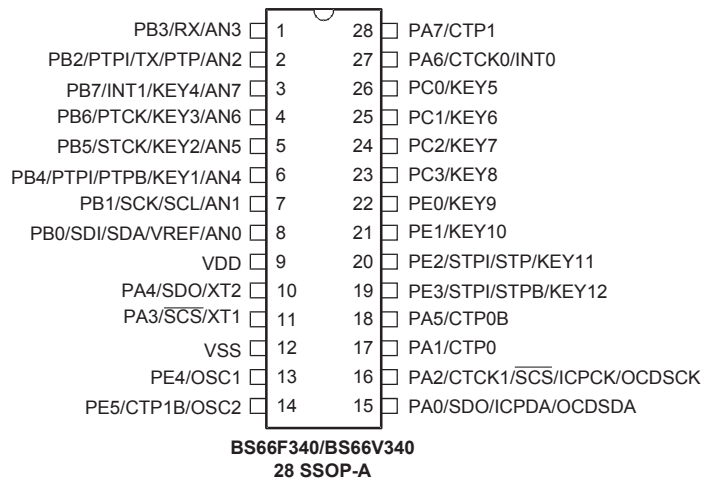 PB3/RX/AN3 1 28 PA7/CTP1
PB2/PTPI/TX/PTP/AN2 2 27 PA6/CTCK0/INT0
PB7/INT1/KEY4/AN7 3 26 PC0/KEY5
PB6/PTCK/KEY3/AN6 4 25 PC1/KEY6
PB5/STCK/KEY2/AN5 5 24 PC2/KEY7
PB4/PTPI/PTPB/KEY1/AN4 6 23 PC3/KEY8
PB1/SCK/SCL/AN1 7 22 PE0/KEY9
PB0/SDI/SDA/VREF/AN0 8 21 PE1/KEY10
VDD 9 20 PE2/STPI/STP/KEY11
PA4/SDO/XT2 10 19 PE3/STPI/STPB/KEY12
PA3/S̅C̅S̅/XT1 11 18 PA5/CTP0B
VSS 12 17 PA1/CTP0
PE4/OSC1 13 16 PA2/CTCK1/S̅C̅S̅/ICPCK/OCDSCK
PE5/CTP1B/OSC2 14 15 PA0/SDO/ICPDA/OCDSDA
BS66F340/BS66V340
28 SSOP-A